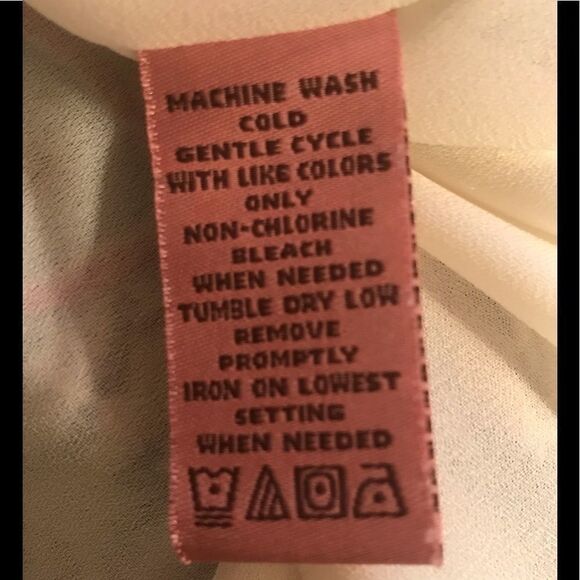 MACHINE WASH
COLD
GENTLE CYCLE
WITH LIKE COLORS
ONLY
NON-CHLORINE
BLEACH
WHEN NEEDED
TUMBLE DRY LOW
REMOVE
PROMPTLY
IRON ON LOWEST
SETTING
WHEN NEEDED